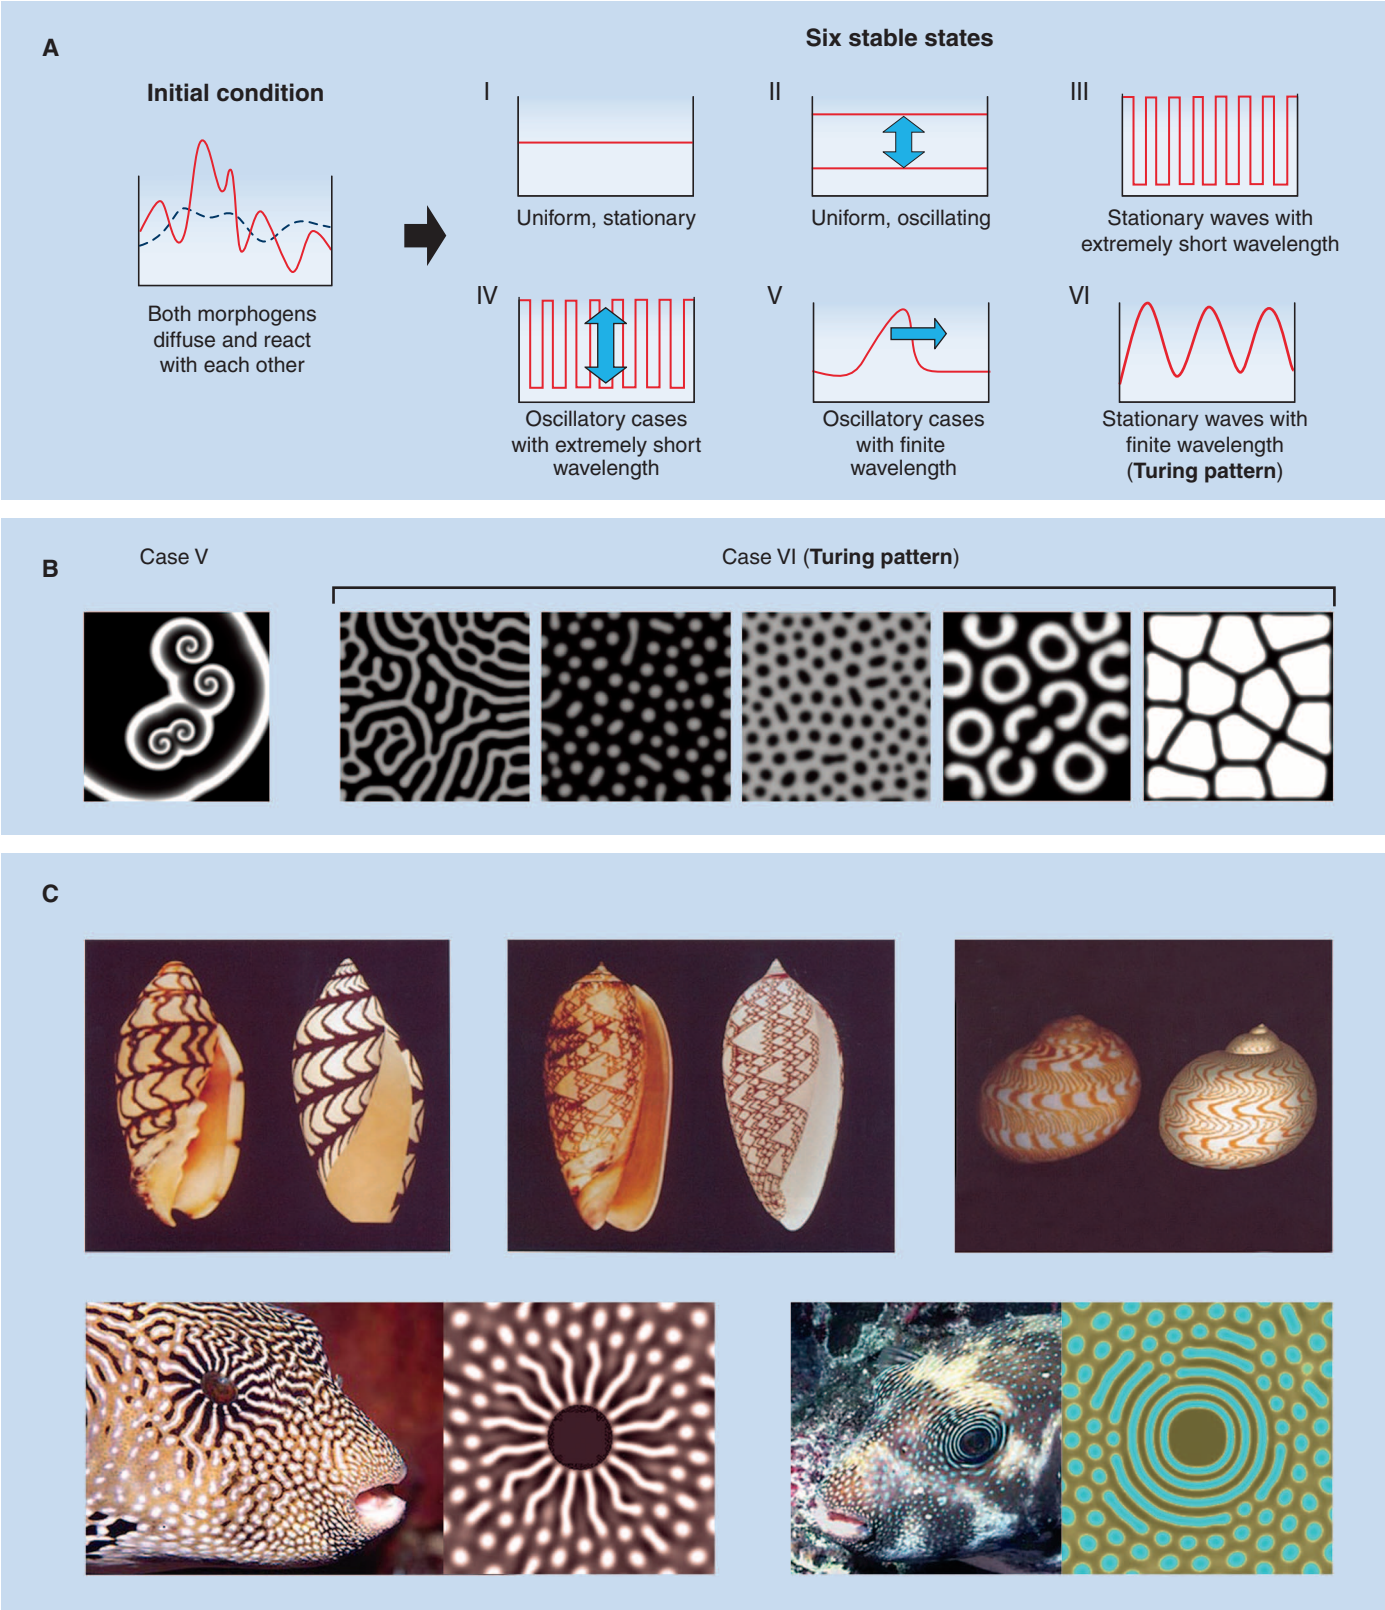 A
Six stable states
Initial condition
Both morphogens
diffuse and react
with each other
I
Uniform, stationary
II
Uniform, oscillating
III
Stationary waves with
extremely short wavelength
IV
Oscillatory cases
with extremely short
wavelength
V
Oscillatory cases
with finite
wavelength
VI
Stationary waves with
finite wavelength
(Turing pattern)
B
Case V
Case VI (Turing pattern)
C